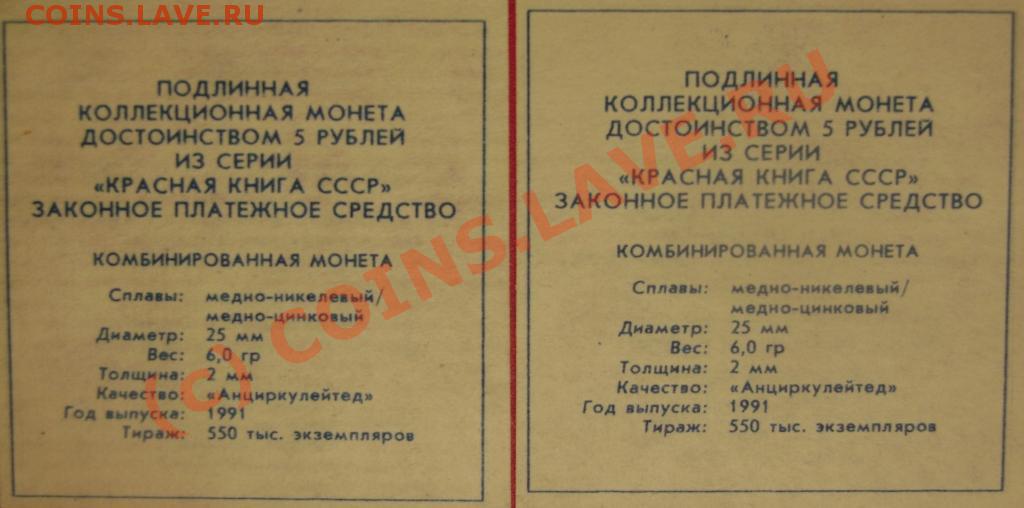 COINS.LAVE.RU
ПОДЛИННАЯ
КОЛЛЕКЦИОННАЯ МОНЕТА
ДОСТОИНСТВОМ 5 РУБЛЕЙ
ИЗ СЕРИИ
«КРАСНАЯ КНИГА СССР»
ЗАКОННОЕ ПЛАТЕЖНОЕ СРЕДСТВО
КОМБИНИРОВАННАЯ МОНЕТА
Сплавы: медно-никелевый/
медно-цинковый
Диаметр: 25 мм
Вес: 6,0 гр
Толщина: 2 мм
Качество: «Анциркулейтед»
Год выпуска: 1991
Тираж: 550 тыс. экземпляров
ПОДЛИННАЯ
КОЛЛЕКЦИОННАЯ МОНЕТА
ДОСТОИНСТВОМ 5 РУБЛЕЙ
ИЗ СЕРИИ
«КРАСНАЯ КНИГА СССР»
ЗАКОННОЕ ПЛАТЕЖНОЕ СРЕДСТВО
КОМБИНИРОВАННАЯ МОНЕТА
Сплавы: медно-никелевый/
медно-цинковый
Диаметр: 25 мм
Вес: 6,0 гр
Толщина: 2 мм
Качество: «Анциркулейтед»
Год выпуска: 1991
Тираж: 550 тыс. экземпляров
(c) COINS.LAVE.RU